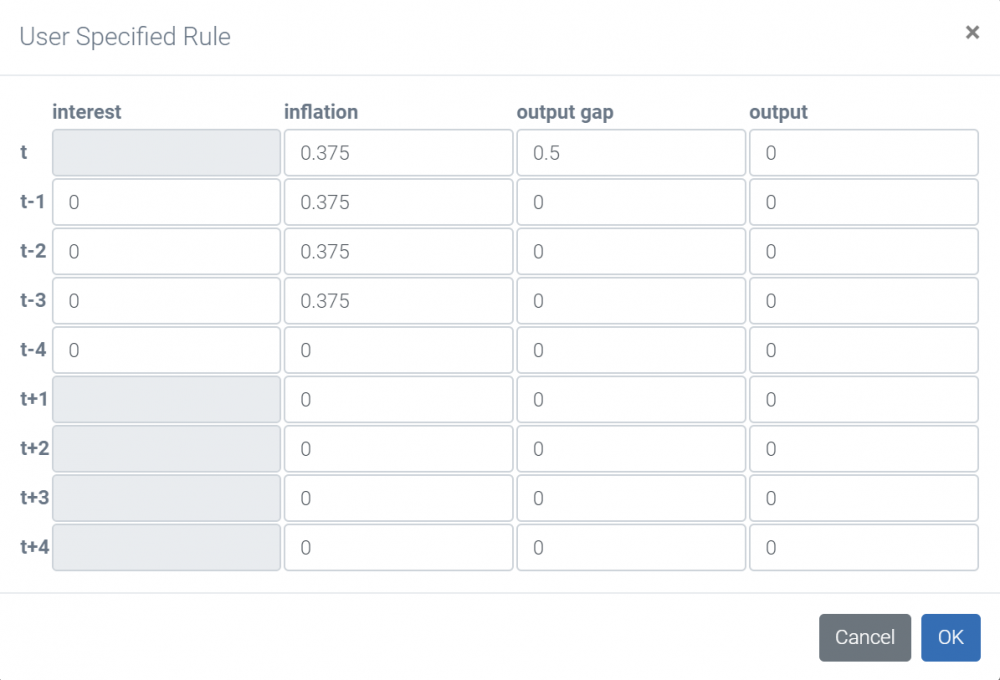 User Specified Rule ×
interest inflation output gap output
t 0.375 0.5 0
t-1 0 0.375 0 0
t-2 0 0.375 0 0
t-3 0 0.375 0 0
t-4 0 0 0 0
t+1 0 0 0
t+2 0 0 0
t+3 0 0 0
t+4 0 0 0
Cancel OK